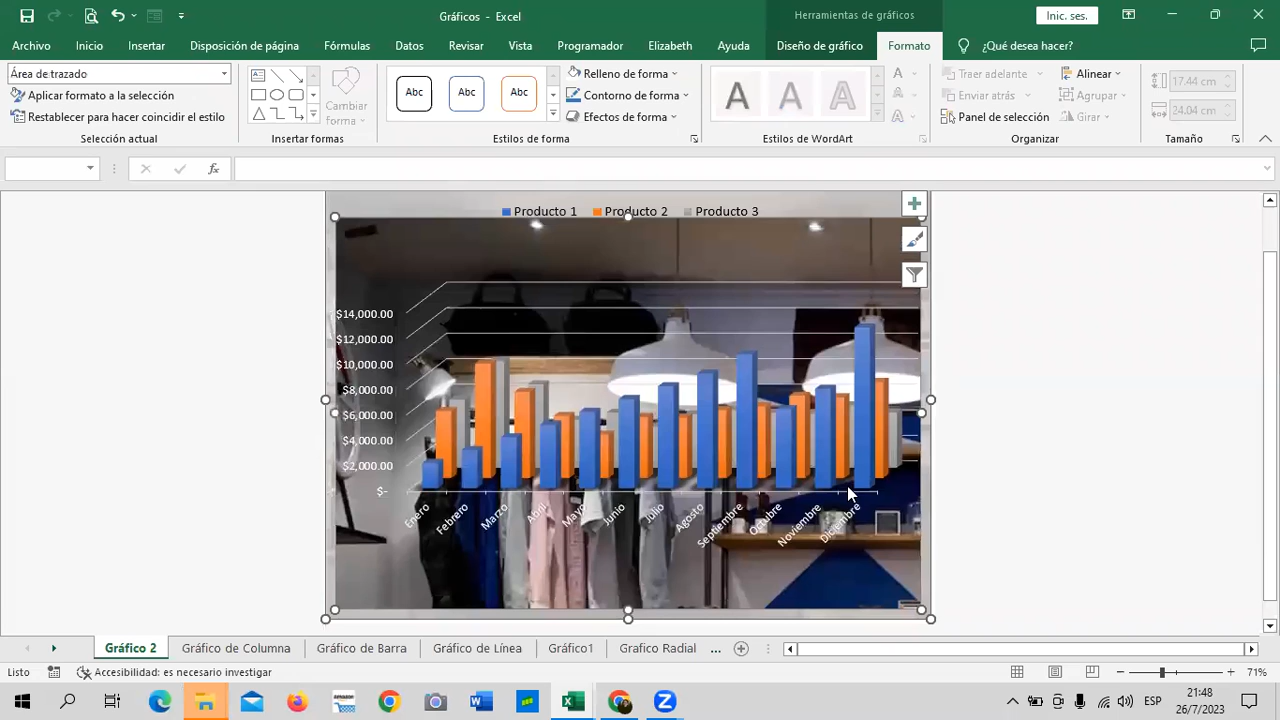 Gráficos - Excel
Herramientas de gráficos
Inic. ses.
Archivo Inicio Insertar Disposición de página Fórmulas Datos Revisar Vista Programador Elizabeth Ayuda Diseño de gráfico Formato ¿Qué desea hacer?
Área de trazado
Aplicar formato a la selección
Restablecer para hacer coincidir el estilo
Selección actual
Cambiar
forma
Insertar formas
Abc Abc Abc
Relleno de forma
Contorno de forma
Efectos de forma
Estilos de forma
A A A
A
A
A
Estilos de WordArt
Traer adelante
Enviar atrás
Panel de selección
Alinear
Agrupar
Girar
Organizar
17.44 cm
24.04 cm
Tamaño
fx
Producto 1 Producto 2 Producto 3
$14,000.00
$12,000.00
$10,000.00
$8,000.00
$6,000.00
$4,000.00
$2,000.00
$-
Enero Febrero Marzo Abril Mayo Junio Julio Agosto Septiembre Octubre Noviembre Diciembre
Gráfico 2 Gráfico de Columna Gráfico de Barra Gráfico de Línea Gráfico1 Grafico Radial ...
Listo Accesibilidad: es necesario investigar 71%
amazon
ESP
21:48
26/7/2023